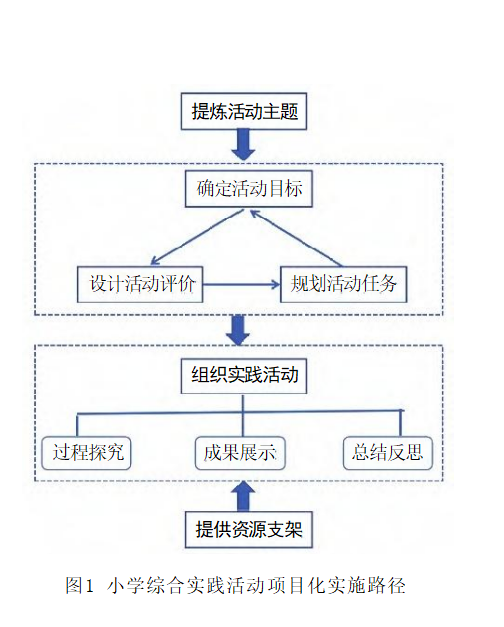 提炼活动主题
确定活动目标
设计活动评价
规划活动任务
组织实践活动
过程探究
成果展示
总结反思
提供资源支架
图1 小学综合实践活动项目化实施路径